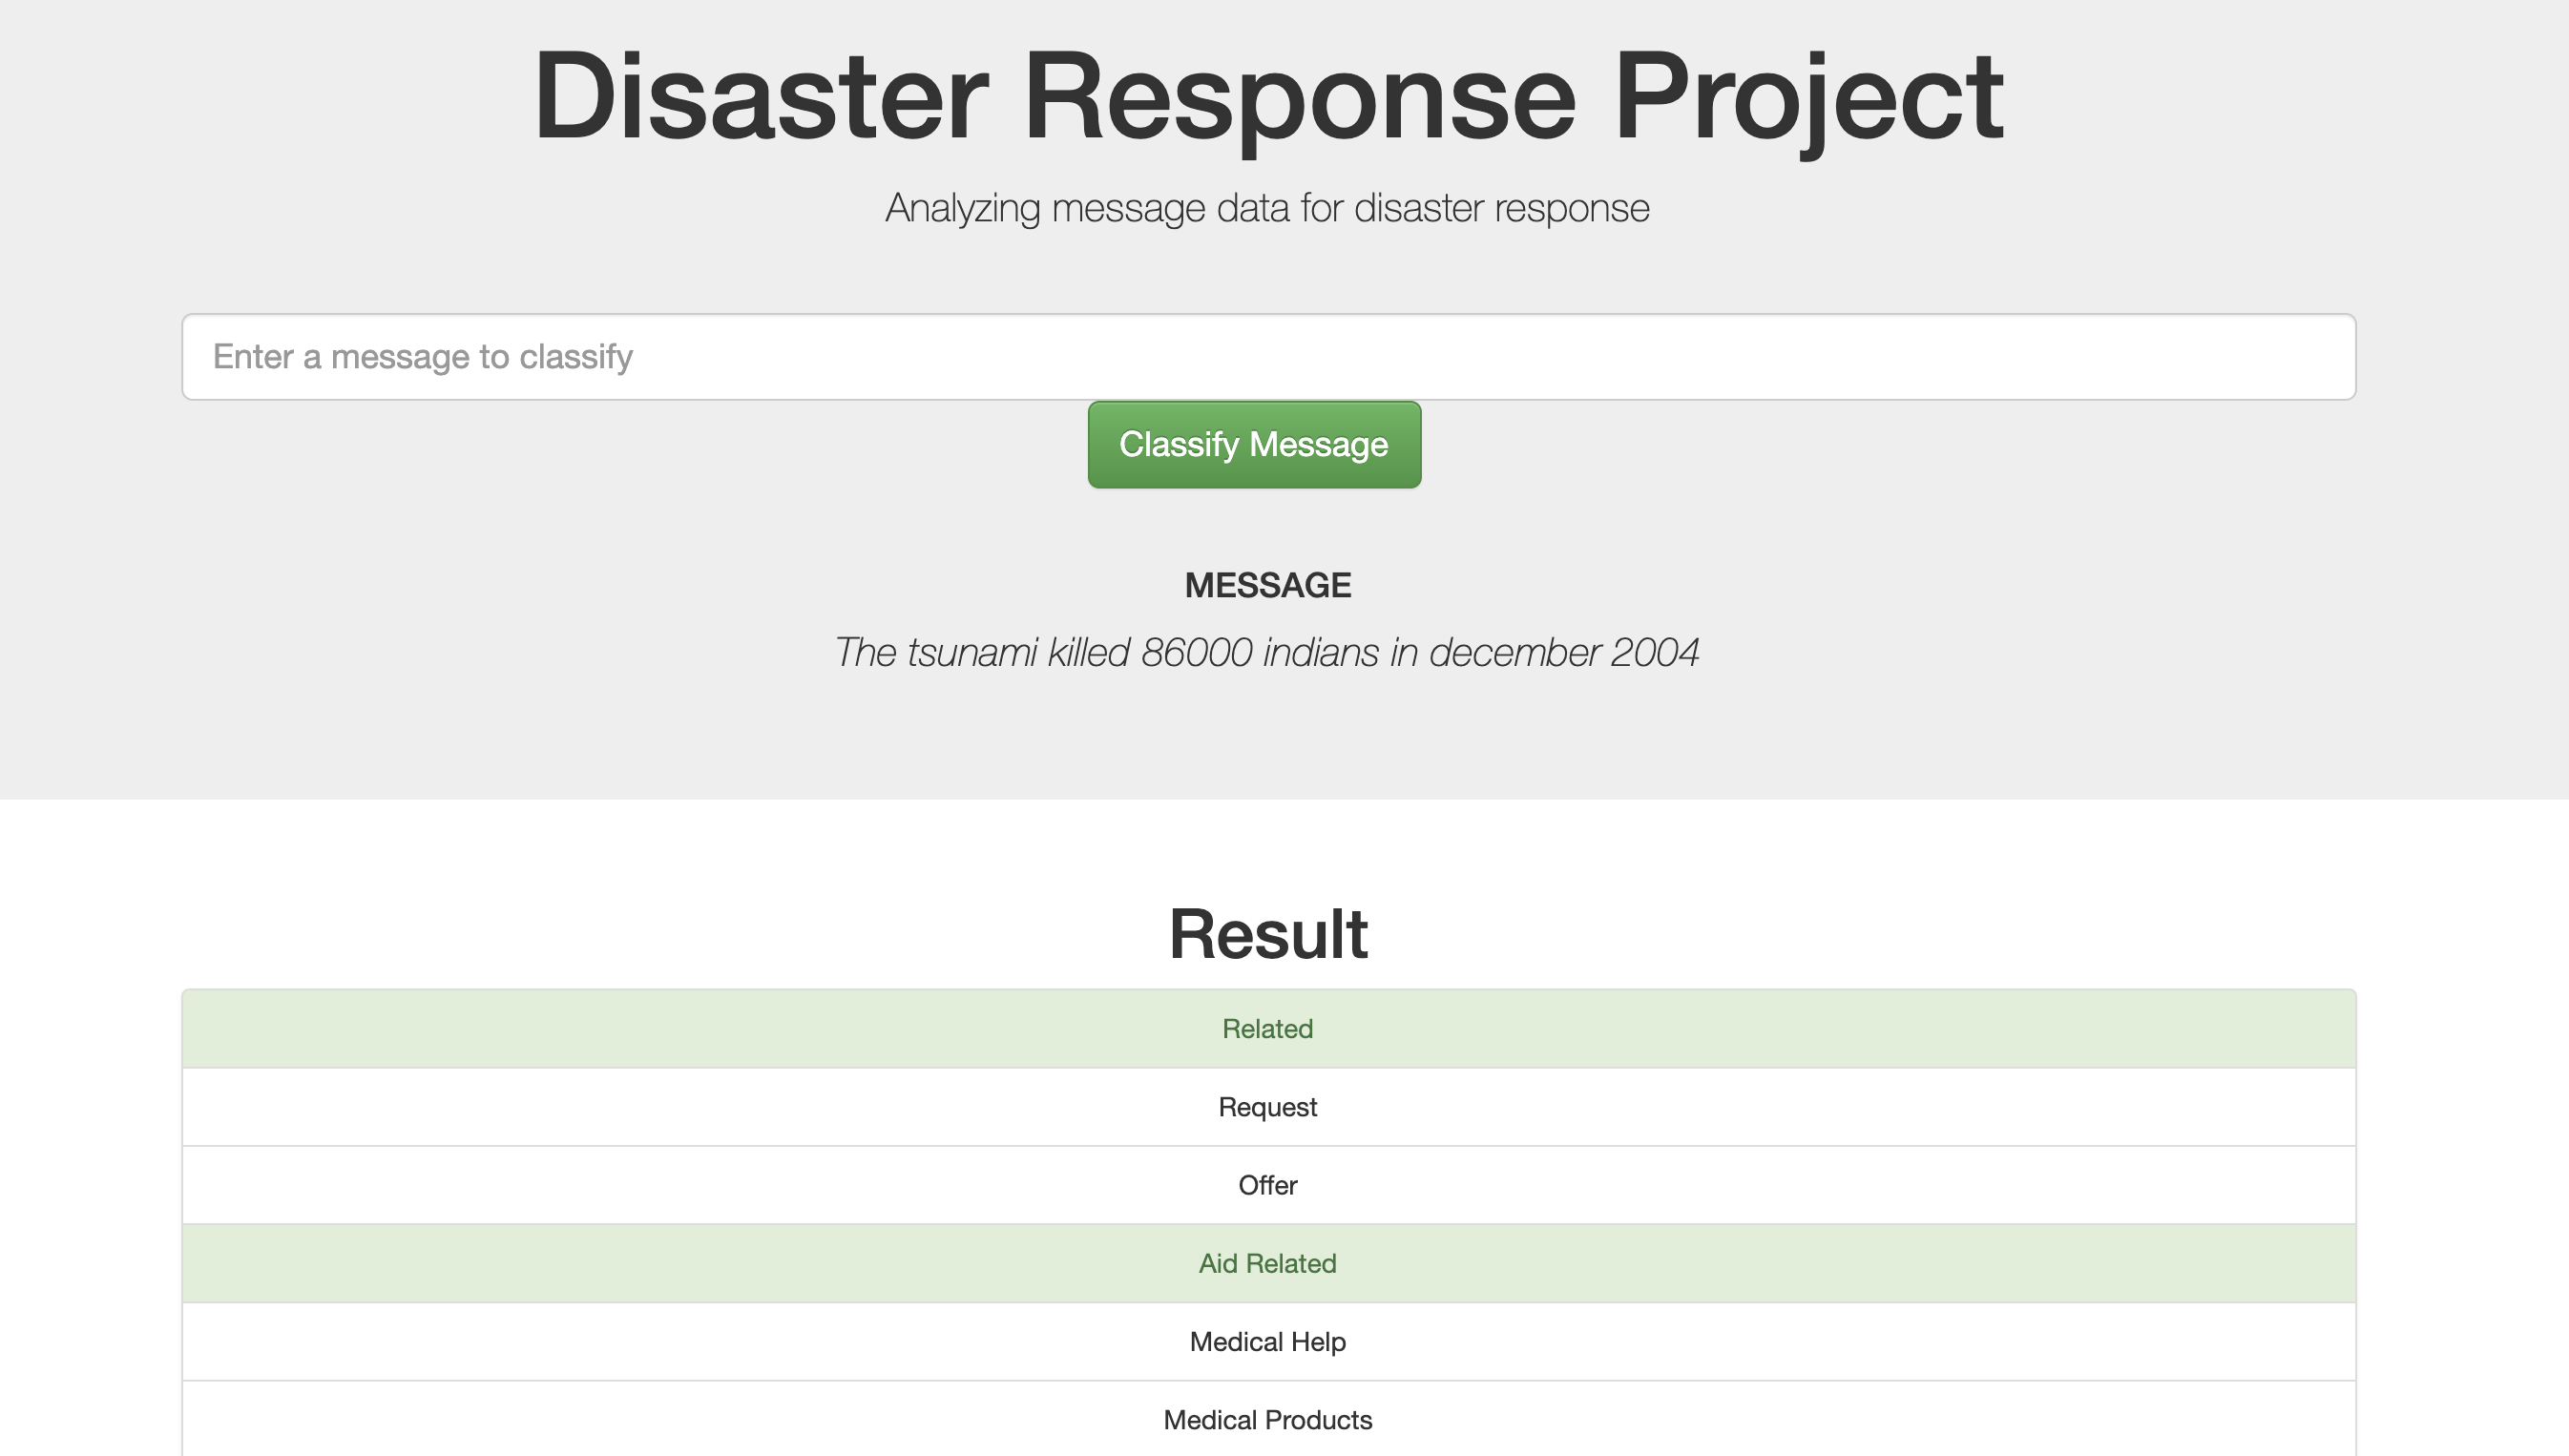 Disaster Response Project
Analyzing message data for disaster response
Enter a message to classify
Classify Message
MESSAGE
The tsunami killed 86000 indians in december 2004
Result
Related
Request
Offer
Aid Related
Medical Help
Medical Products